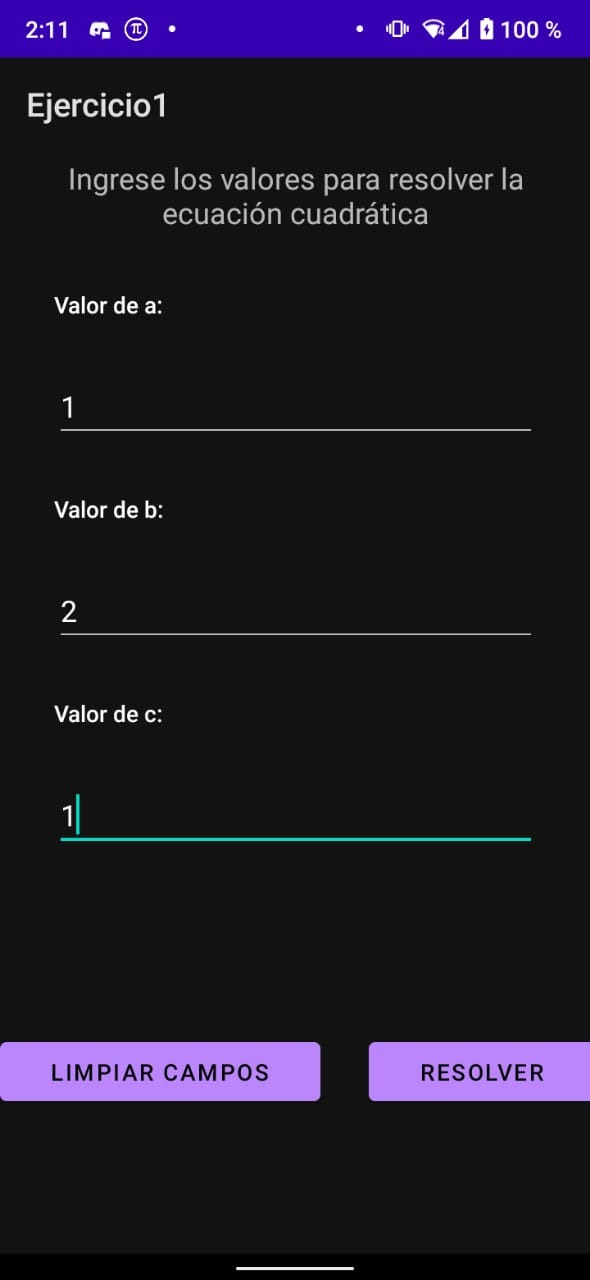 2:11 100 %
Ejercicio1
Ingrese los valores para resolver la
ecuación cuadrática
Valor de a:
1
Valor de b:
2
Valor de c:
1
LIMPIAR CAMPOS RESOLVER